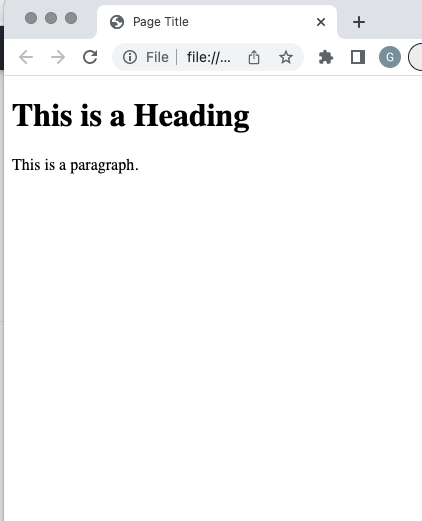 Page Title
File file://... G
This is a Heading
This is a paragraph.